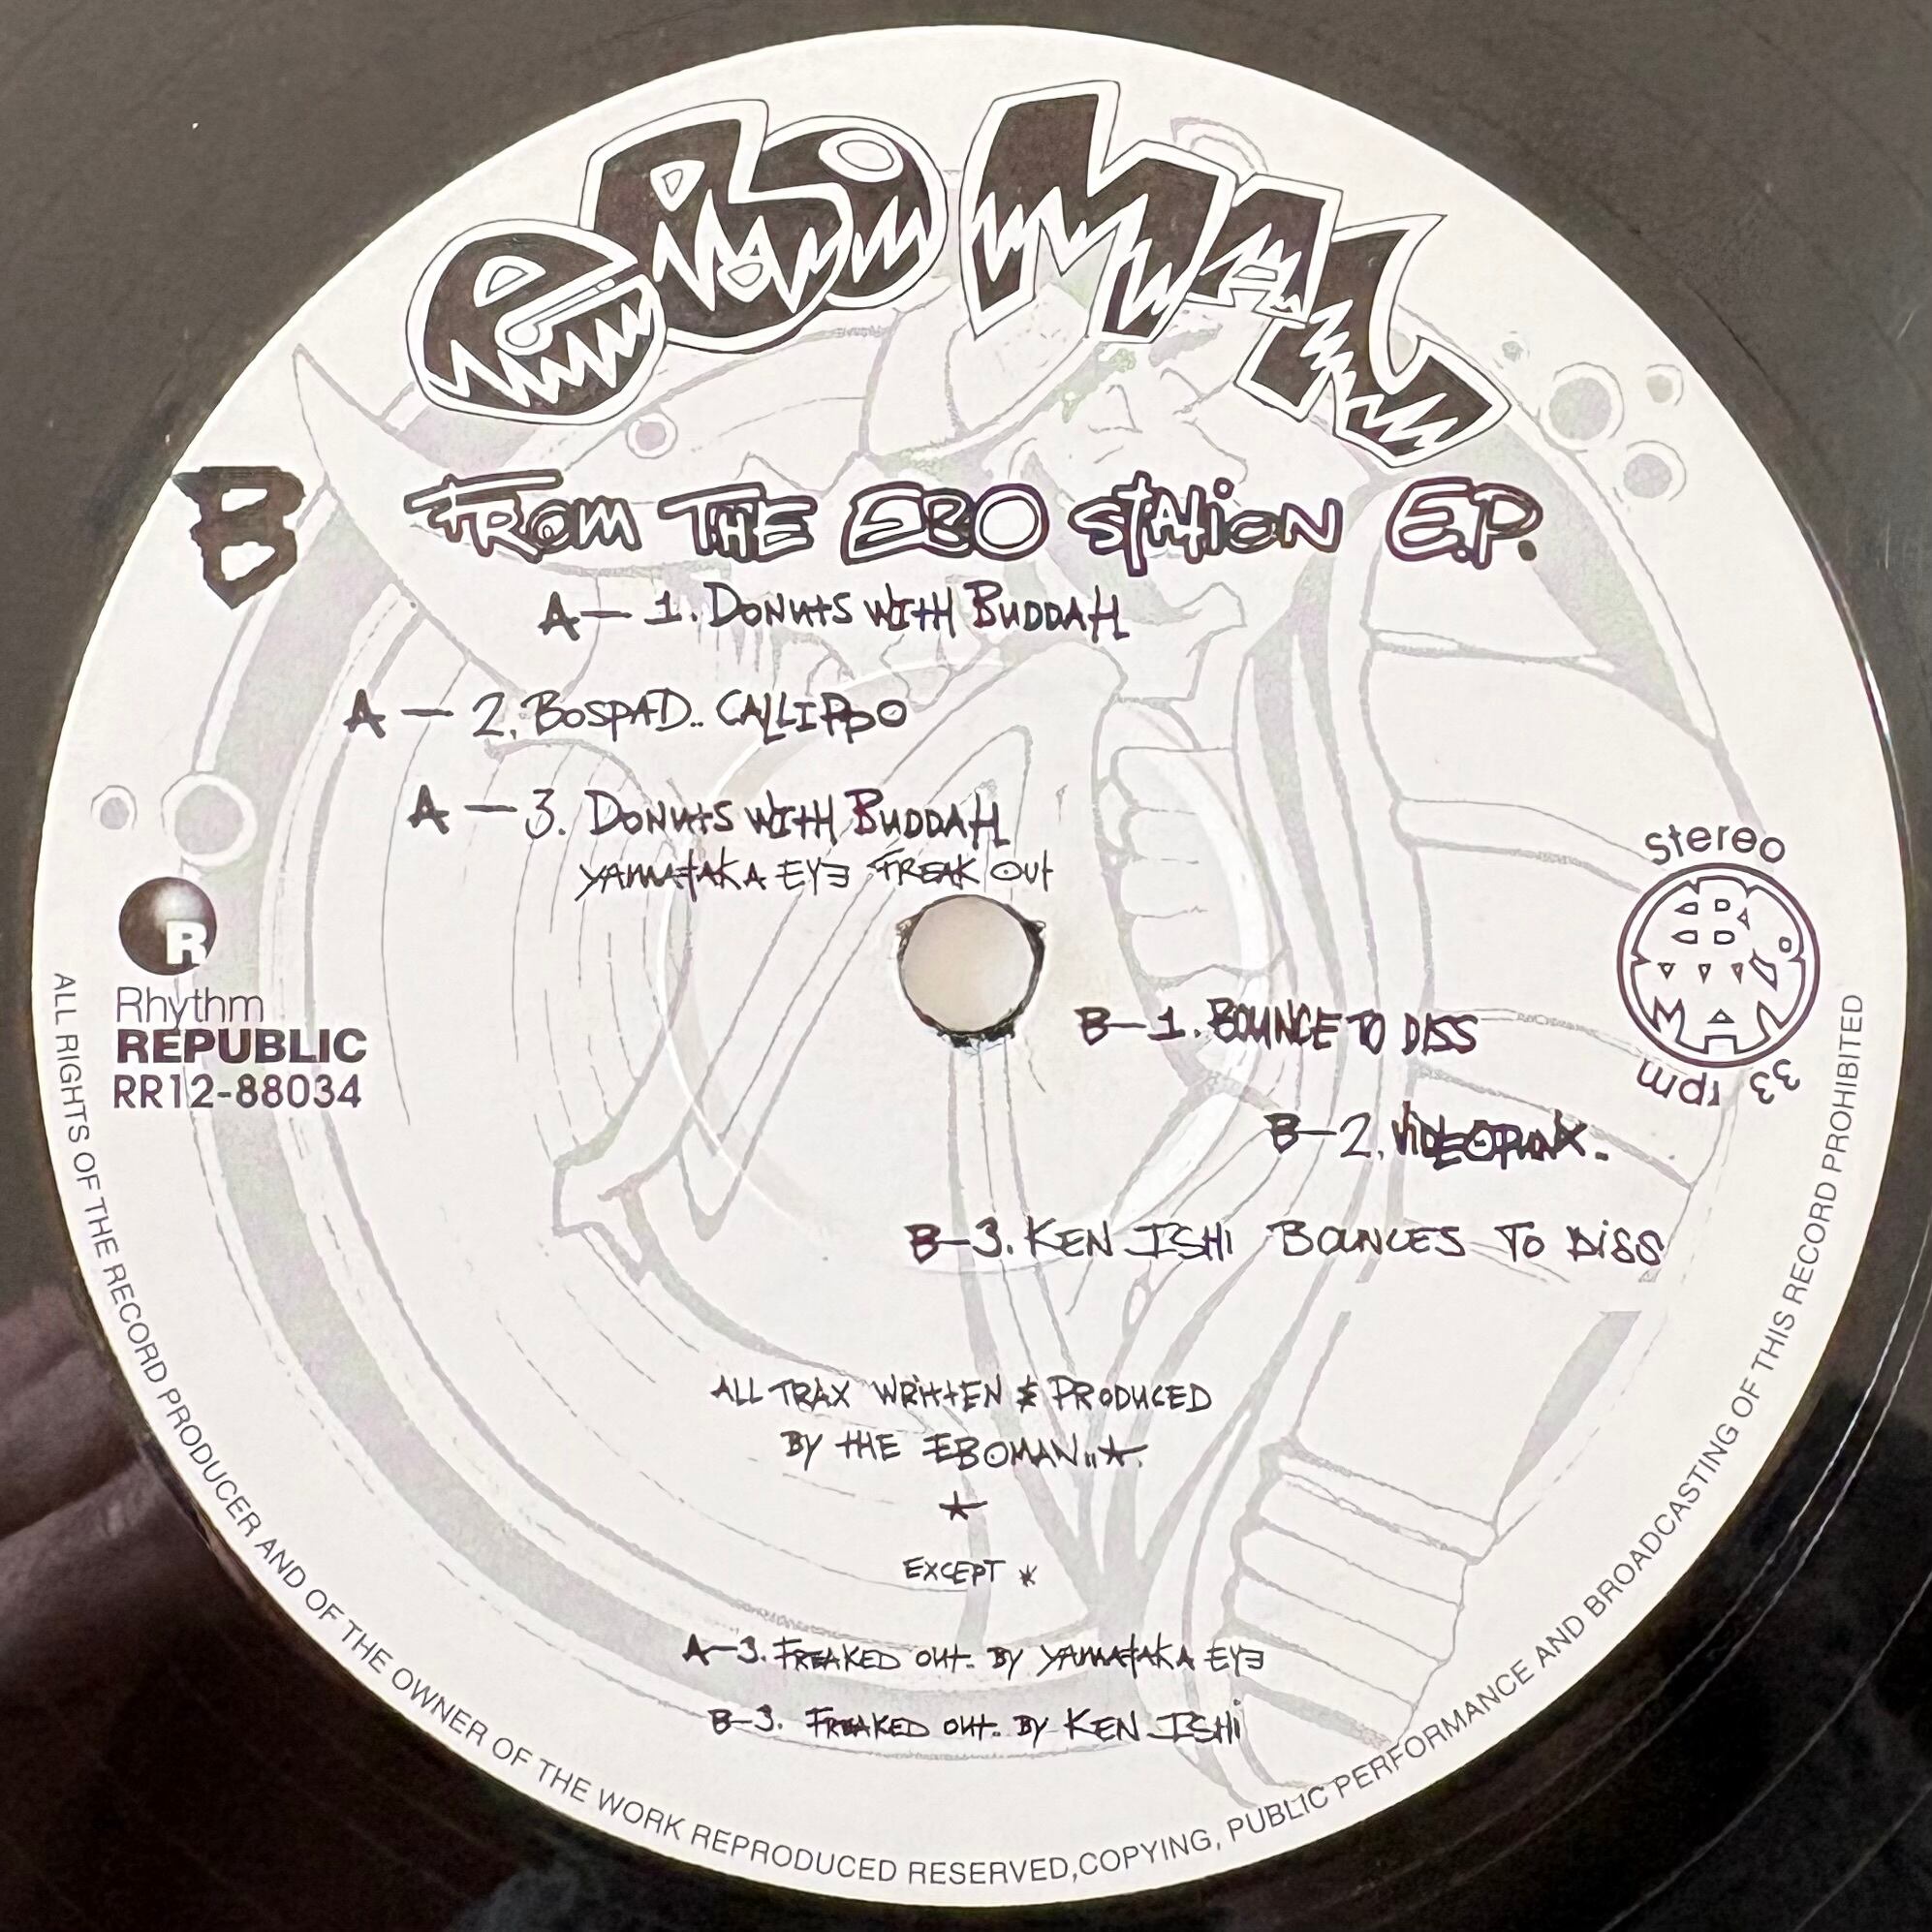 eboman
B
FROM THE EBO StAtiON E.P.
A-1. DONUtS WITH BUDDAH
A-2. BOSPAD.. CALLIPPO
A-3. DONUtS WITH BUDDAH
YAMAtAKA EYE FREAK OUt
Stereo
EBO MAN
33 rpm
R
Rhythm
REPUBLIC
RR12-88034
B-1. BOUNCE TO DISS
B-2. VIDEOPUNX.
B-3. KEN ISHI BOUNCES TO DiSS
ALL TRAX WRittEN & PRODUCED
BY tHE EBOMAN..★.
★
EXCEPT *
A-3. FREAKED OUt. BY YAMAtAKA EYE
B-3. FREAKED OUt. BY KEN ISHi
ALL RIGHTS OF THE RECORD PRODUCER AND OF THE OWNER OF THE WORK REPRODUCED RESERVED,COPYING, PUBLIC PERFORMANCE AND BROADCASTING OF THIS RECORD PROHIBITED